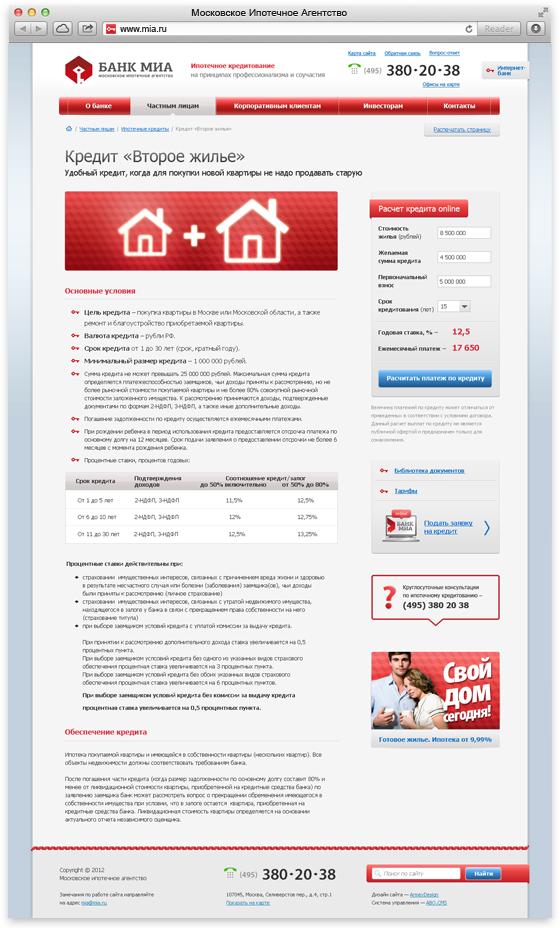 Московское Ипотечное Агентство
www.mia.ru
Reader
БАНК МИА
МОСКОВСКОЕ ИПОТЕЧНОЕ АГЕНТСТВО
Ипотечное кредитование
на принципах профессионализма и соучастия
Карта сайта
Обратная связь
Вопрос-ответ
(495) 380•20•38
Офисы на карте
Интернет-
банк
О банке
Частным лицам
Корпоративным клиентам
Инвесторам
Контакты
/ Частным лицам / Ипотечные кредиты / Кредит «Второе жилье»
Распечатать страницу
Кредит «Второе жилье»
Удобный кредит, когда для покупки новой квартиры не надо продавать старую
Основные условия
Цель кредита – покупка квартиры в Москве или Московской области, а также
ремонт и благоустройство приобретаемой квартиры.
Валюта кредита – рубли РФ.
Срок кредита от 1 до 30 лет (срок, кратный году).
Минимальный размер кредита – 1 000 000 рублей.
Сумма кредита не может превышать 25 000 000 рублей. Максимальная сумма кредита
определяется платежеспособностью заемщиков, чьи доходы приняты к рассмотрению, но не
более рыночной стоимости покупаемой квартиры и не более 80% совокупной рыночной
стоимости заложенного имущества. К рассмотрению принимаются доходы, подтвержденные
документами по формам 2-НДФЛ, 3-НДФЛ, а также иные дополнительные доходы.
Погашение задолженности по кредиту осуществляется ежемесячными платежами.
При рождении ребенка в период использования кредита предоставляется отсрочка платежа по
основному долгу на 12 месяцев. Срок подачи заявления о предоставлении отсрочки не более 6
месяцев с момента рождения ребенка.
Процентные ставки, процентов годовых:
Срок кредита
Подтверждения
доходов
Соотношение кредит/залог
до 50% включительно от 50% до 80%
От 1 до 5 лет 2-НДФЛ, 3-НДФЛ 11,5% 12,5%
От 6 до 10 лет 2-НДФЛ, 3-НДФЛ 12% 12,75%
От 11 до 30 лет 2-НДФЛ, 3-НДФЛ 12,5% 13,25%
Процентные ставки действительны при:
страховании имущественных интересов, связанных с причинением вреда жизни и здоровью
в результате несчастного случая или болезни (заболевания) заемщика(ов), чьи доходы
были приняты к рассмотрению (личное страхование)
страховании имущественных интересов, связанных с утратой недвижимого имущества,
находящегося в залоге у банка в связи с прекращением права собственности на него
(страхование титула)
при выборе заемщиком условий кредита с уплатой комиссии за выдачу кредита.
При принятии к рассмотрению дополнительного дохода ставка увеличивается на 0,5
процентных пункта.
При выборе заемщиком условий кредита без одного из указанных видов страхового
обеспечения процентная ставка увеличивается на 3 процентных пункта.
При выборе заемщиком условий кредита без обоих указанных видов страхового
обеспечения процентная ставка увеличивается на 6 процентных пунктов.
При выборе заемщиком условий кредита без комиссии за выдачу кредита
процентная ставка увеличивается на 0,5 процентных пункта.
Обеспечение кредита
Ипотека покупаемой квартиры и имеющейся в собственности квартиры (нескольких квартир). Все
объекты недвижимости должны соответствовать требованиям банка.
После погашения части кредита (когда размер задолженности по основному долгу составит 80% и
менее от ликвидационной стоимости квартиры, приобретённой на кредитные средства банка) по
заявлению заемщика банк может рассмотреть вопрос о прекращении обременения имеющегося в
собственности имущества при условии, что в залоге остается квартира, приобретенная на
кредитные средства банка. Ликвидационная стоимость квартиры определяется на основании
актуального отчета независимого оценщика.
Расчет кредита online
Стоимость
жилья (рублей)
8 500 000
Желаемая
сумма кредита
4 500 000
Первоначальный
взнос
5 000 000
Срок
кредитования (лет)
15
Годовая ставка, % – 12,5
Ежемесячный платеж – 17 650
Расчитать платеж по кредиту
Величина платежей по кредиту может отличаться от
приведенных в соответствии с условиями договора.
Данный расчет выплат по кредиту не является
публичной офертой и предназначен только для
ознакомления.
Библиотека документов
Тарифы
online
БАНК
МИА
Подать заявку
на кредит
?
Круглосуточные консультации
по ипотечному кредитованию –
(495) 380 20 38
Свой
дом
сегодня!
Готовое жилье. Ипотека от 9,99%
Copyright © 2012
Московское ипотечное агентство
(495) 380•20•38
Поиск по сайту
Найти
Замечания по работе сайта направляйте
на адрес mia@mia.ru
107045, Москва, Селиверстов пер., д.4, стр.1
Показать на карте
Дизайн сайта — AnnexDesign
Система управления — ABO.CMS